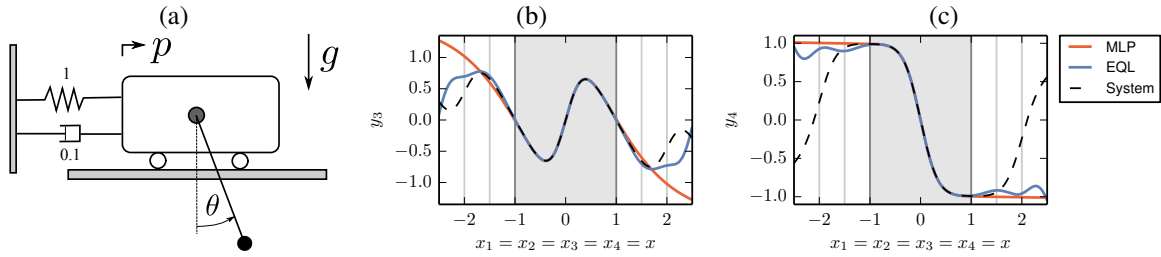 (a)
p
g
1
0.1
θ
(b)
1.0
0.5
0.0
−0.5
−1.0
y₃
−2 −1 0 1 2
x₁ = x₂ = x₃ = x₄ = x
(c)
1.0
0.5
0.0
−0.5
−1.0
y₄
−2 −1 0 1 2
x₁ = x₂ = x₃ = x₄ = x
MLP
EQL
System